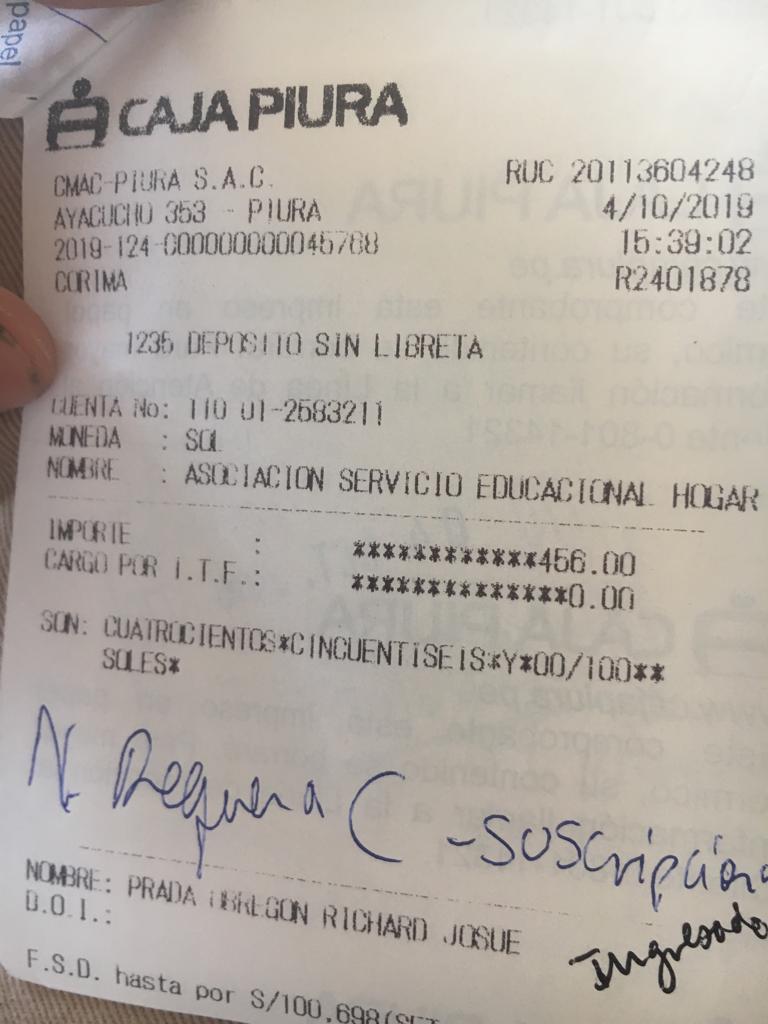 papel
CAJA PIURA
CMAC-PIURA S.A.C. RUC 20113604248
AYACUCHO 353 - PIURA 4/10/2019
2019-124-000000000045788 15:39:02
CORIMA R2401878
1235 DEPOSITO SIN LIBRETA
CUENTA No: 110 01-2583211
MONEDA : SOL
NOMBRE : ASOCIACION SERVICIO EDUCACIONAL HOGAR
IMPORTE : ************456.00
CARGO POR I.T.F.: **************0.00
SON: CUATROCIENTOS*CINCUENTISEIS*Y*00/100**
SOLES*
N. Requena C - suscripción
NOMBRE: PRADA OBREGON RICHARD JOSUE
Ingresado
D.O.I.:
F.S.D. hasta por S/100,698(SET